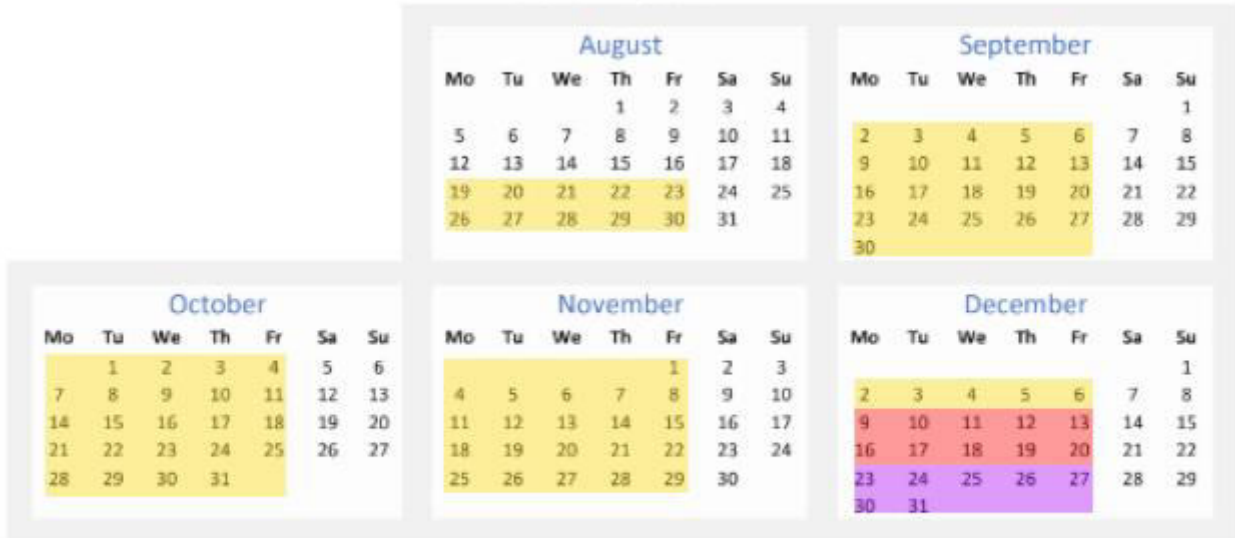 August
Mo Tu We Th Fr Sa Su
1 2 3 4
5 6 7 8 9 10 11
12 13 14 15 16 17 18
19 20 21 22 23 24 25
26 27 28 29 30 31
September
Mo Tu We Th Fr Sa Su
1
2 3 4 5 6 7 8
9 10 11 12 13 14 15
16 17 18 19 20 21 22
23 24 25 26 27 28 29
30
October
Mo Tu We Th Fr Sa Su
1 2 3 4 5 6
7 8 9 10 11 12 13
14 15 16 17 18 19 20
21 22 23 24 25 26 27
28 29 30 31
November
Mo Tu We Th Fr Sa Su
1 2 3
4 5 6 7 8 9 10
11 12 13 14 15 16 17
18 19 20 21 22 23 24
25 26 27 28 29 30
December
Mo Tu We Th Fr Sa Su
1
2 3 4 5 6 7 8
9 10 11 12 13 14 15
16 17 18 19 20 21 22
23 24 25 26 27 28 29
30 31